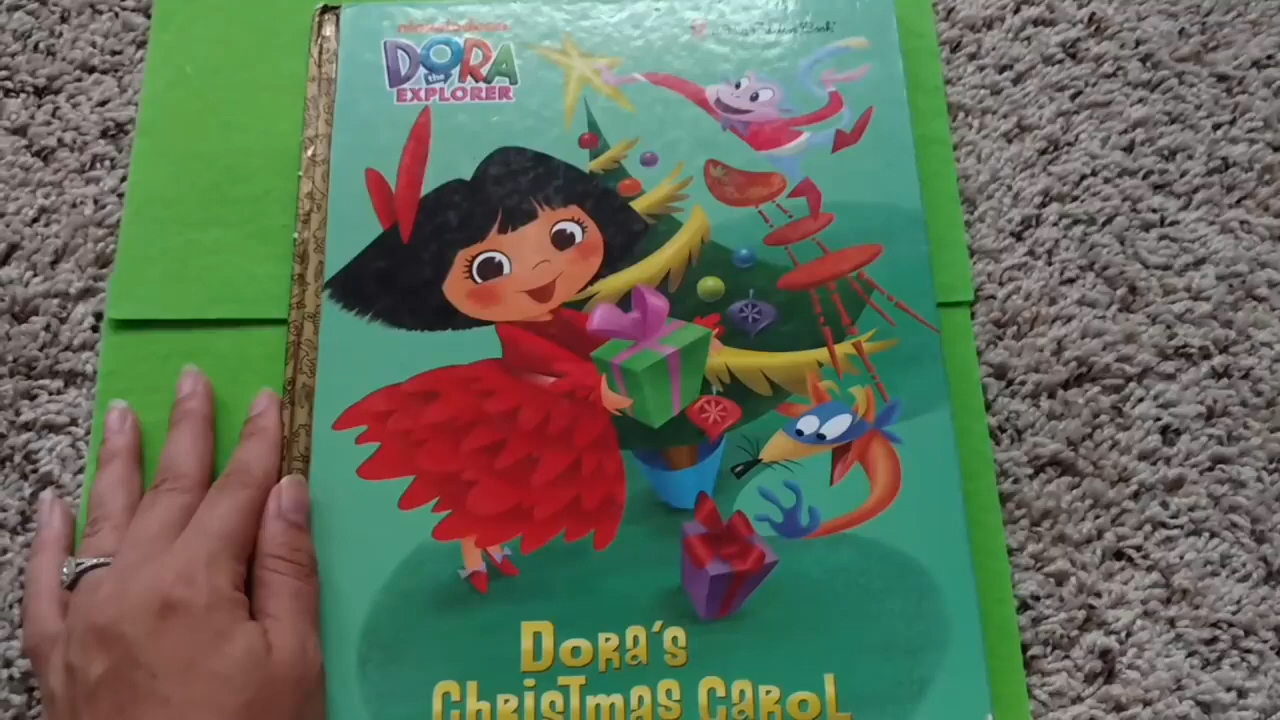 nickelodeon
DORA
the
EXPLORER
Dora's
Christmas Carol